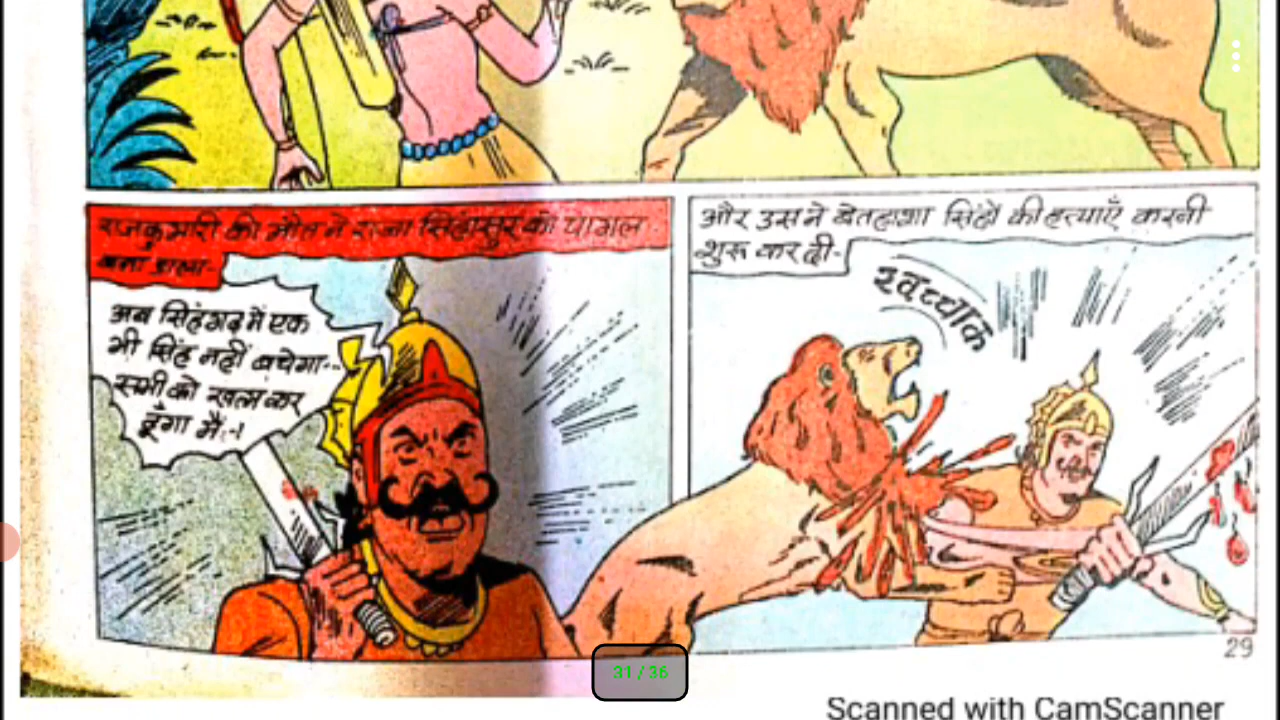 राजकुमारी की मौत ने राजा सिंहासुर को पागल
बना डाला-
अब सिंहगढ़ में एक
भी सिंह नहीं बचेगा--
सभी को खत्म कर
दूँगा मैं-!
और उसने बेतहाशा सिंहों की हत्याएँ करनी
शुरू कर दी-
खच्चाक
29
31 / 36
Scanned with CamScanner